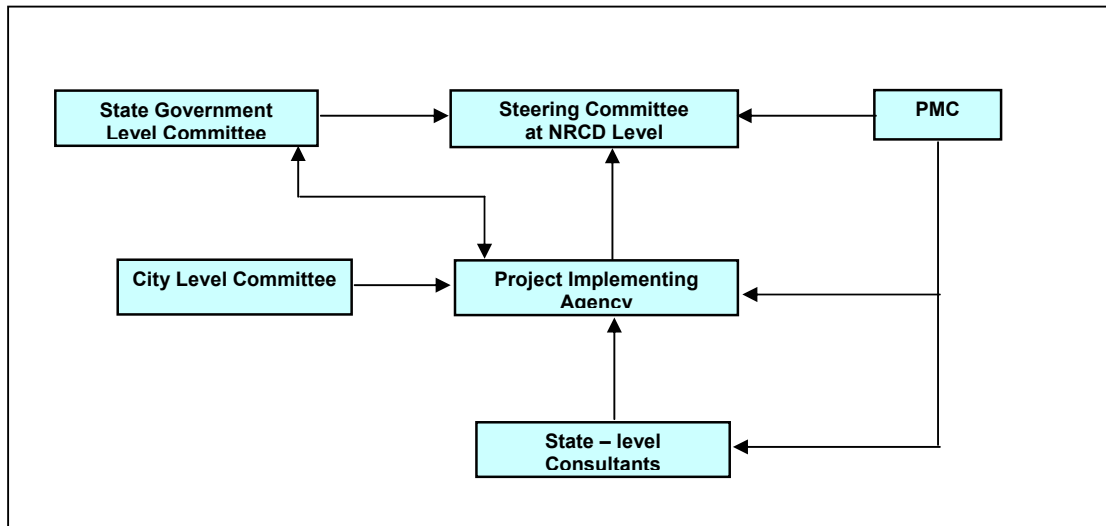 State Government
Level Committee
Steering Committee
at NRCD Level
PMC
City Level Committee
Project Implementing
Agency
State – level
Consultants